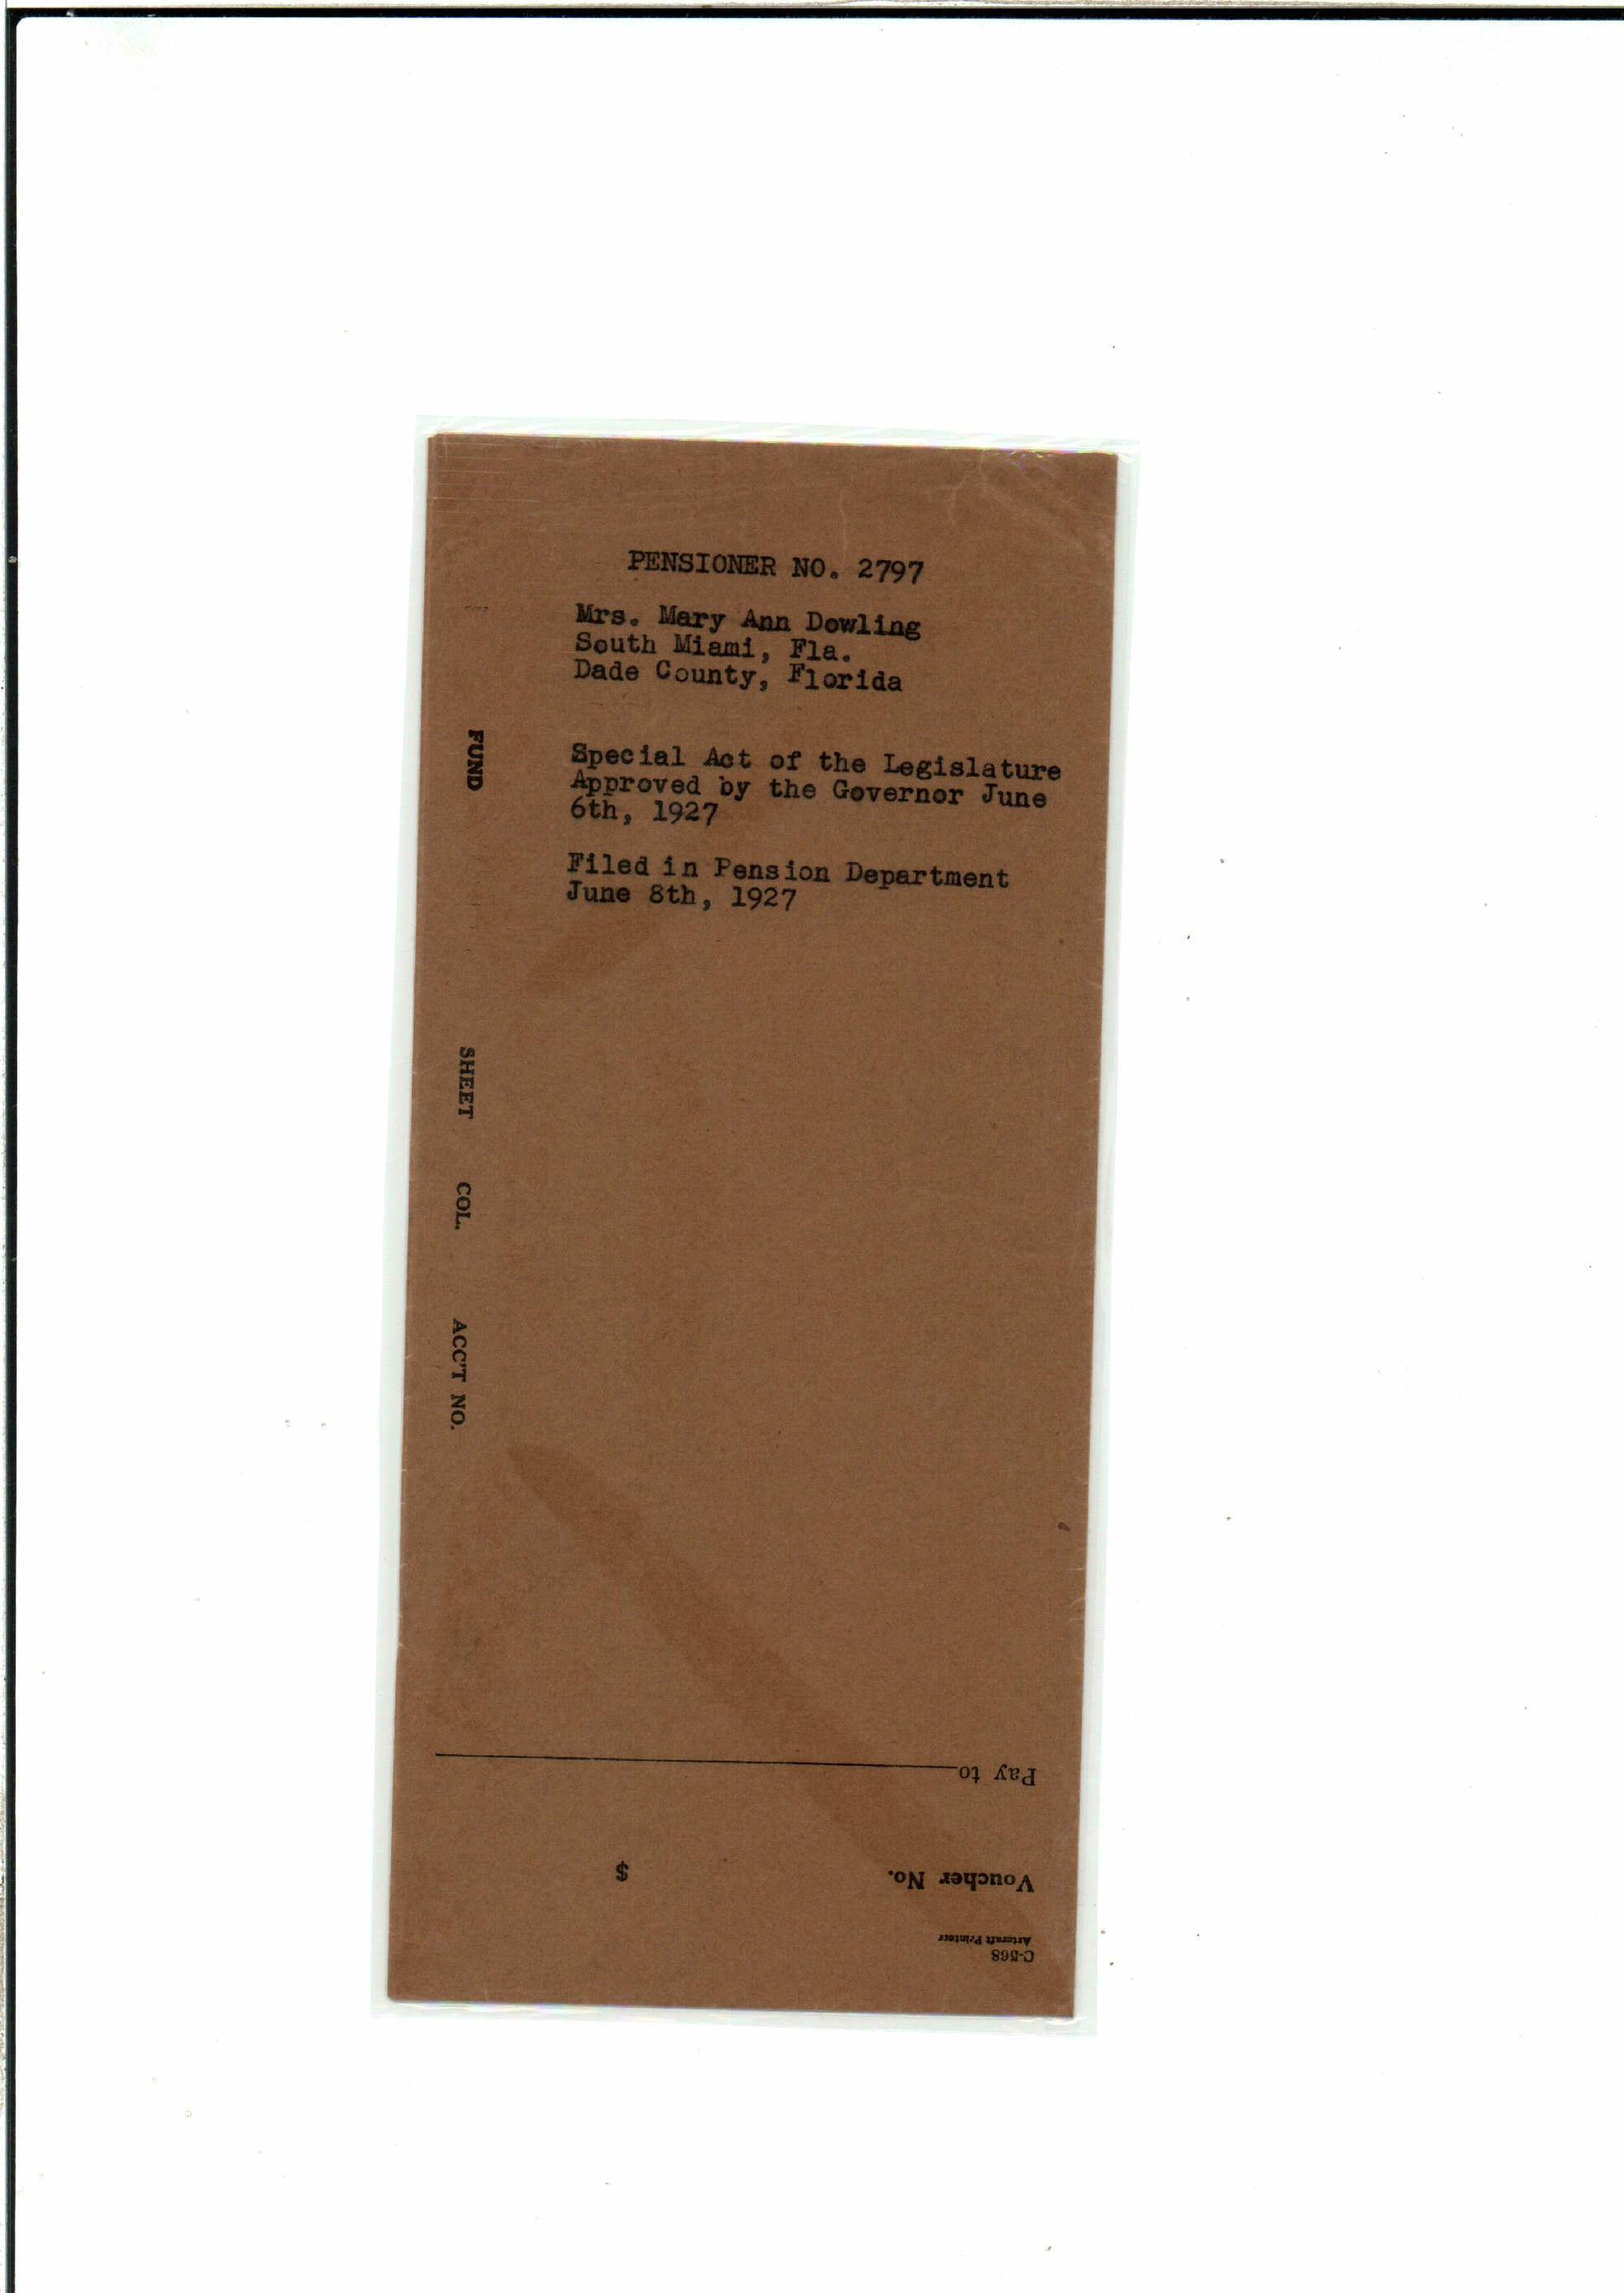 PENSIONER NO. 2797
Mrs. Mary Ann Dowling
South Miami, Fla.
Dade County, Florida
Special Act of the Legislature
Approved by the Governor June
6th, 1927
Filed in Pension Department
June 8th, 1927
FUND
SHEET
COL.
ACC'T NO.
C-568
Artcraft Printers
Voucher No. $
Pay to